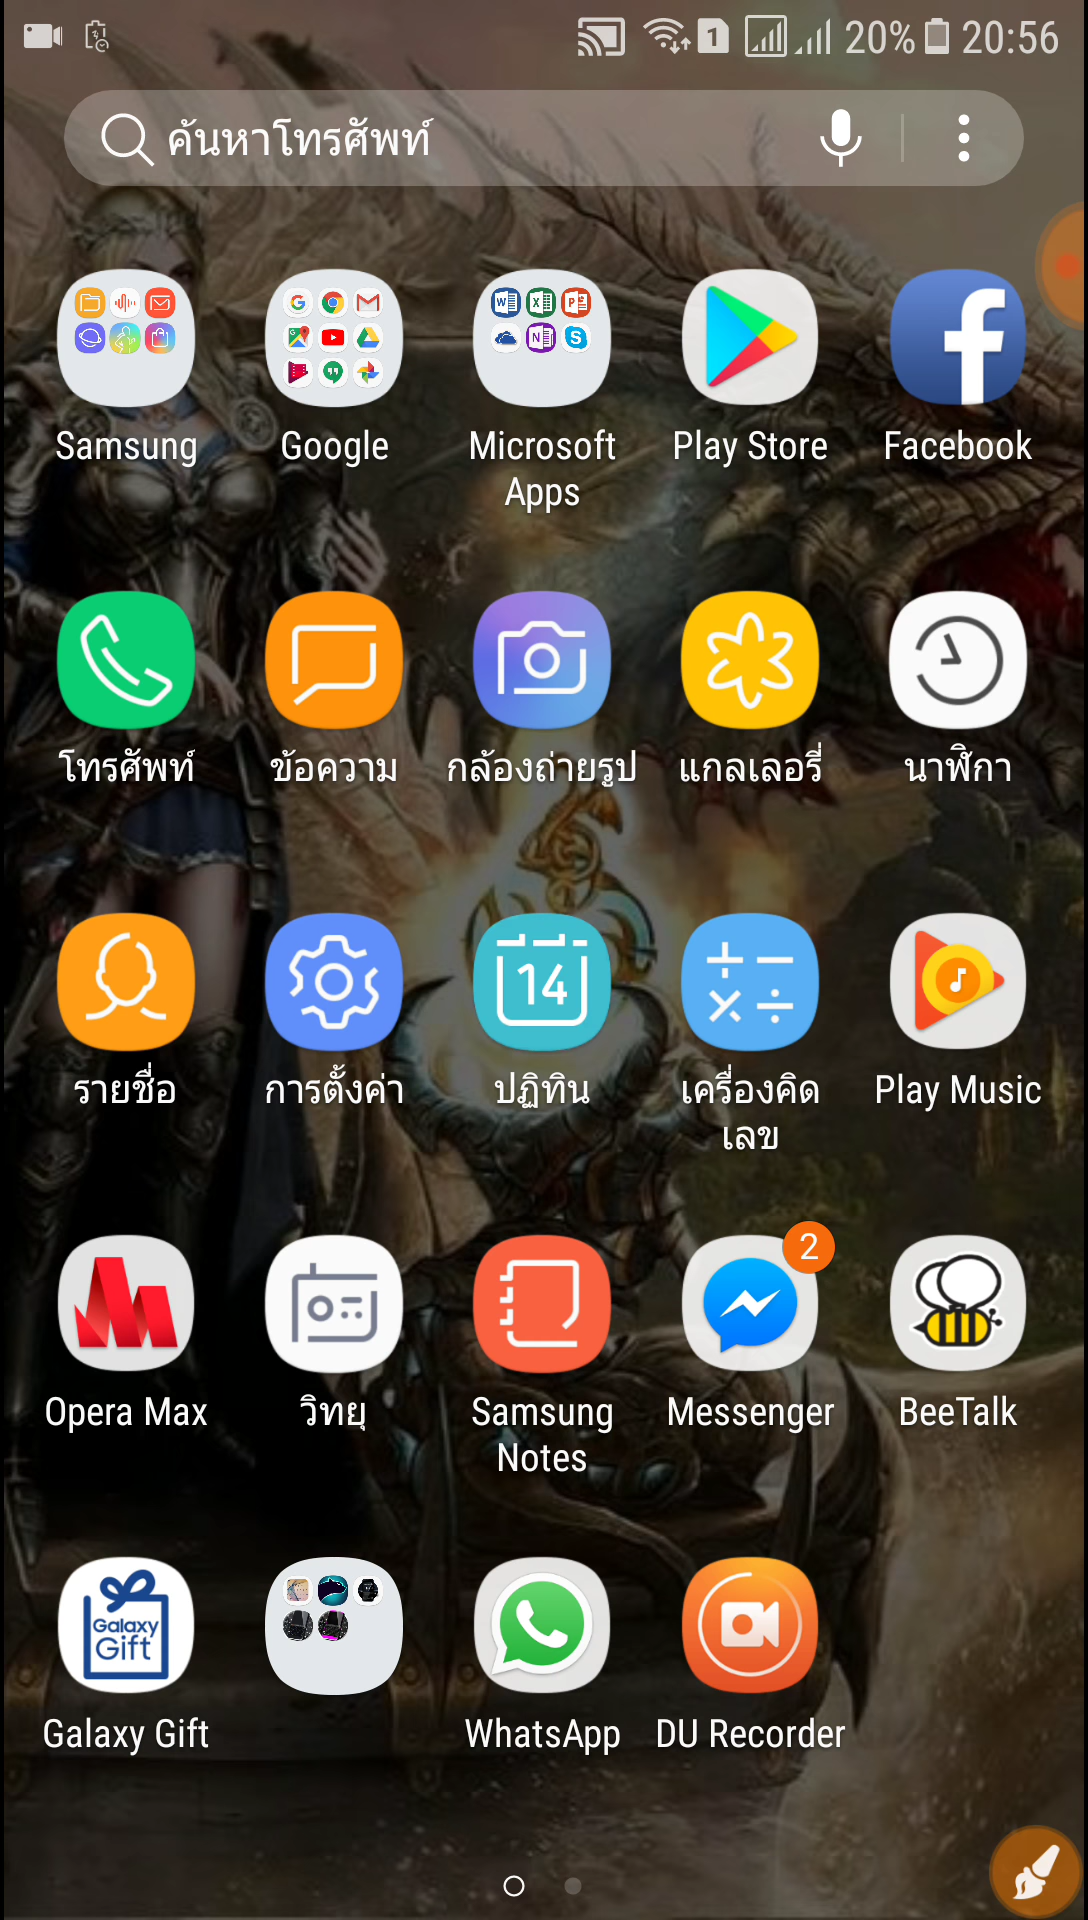 1 20% 20:56
ค้นหาโทรศัพท์
Samsung Google Microsoft Apps Play Store Facebook
โทรศัพท์ ข้อความ กล้องถ่ายรูป แกลเลอรี่ นาฬิกา
14
รายชื่อ การตั้งค่า ปฏิทิน เครื่องคิดเลข Play Music
2
Opera Max วิทยุ Samsung Notes Messenger BeeTalk
Galaxy Gift
Galaxy Gift WhatsApp DU Recorder